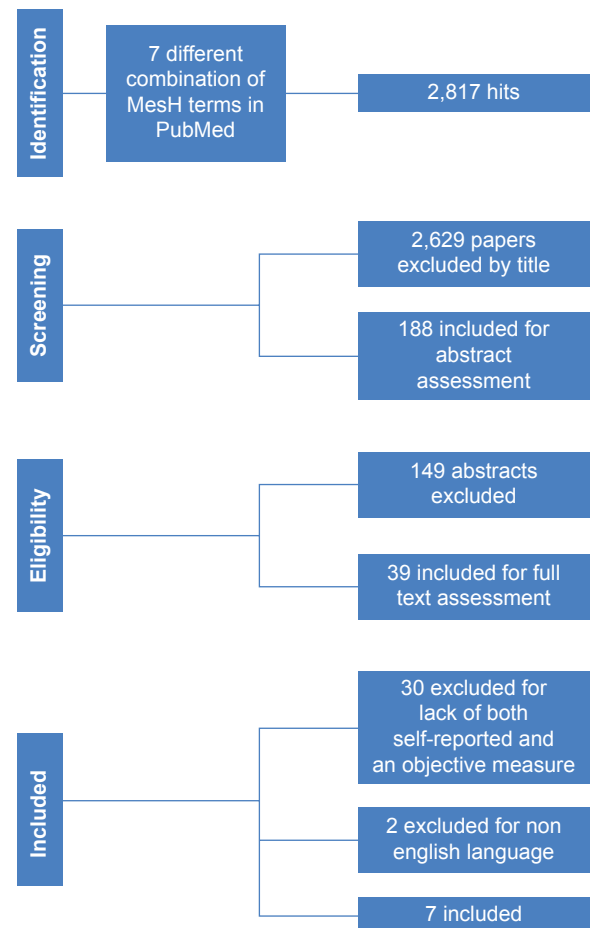 Identification
7 different
combination of
MesH terms in
PubMed
2,817 hits
Screening
2,629 papers
excluded by title
188 included for
abstract
assessment
Eligibility
149 abstracts
excluded
39 included for full
text assessment
Included
30 excluded for
lack of both
self-reported and
an objective measure
2 excluded for non
english language
7 included